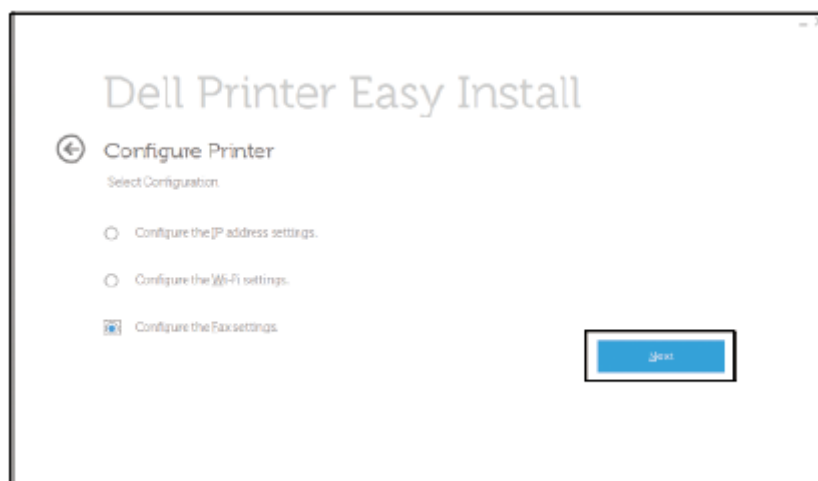 Dell Printer Easy Install
Configure Printer
Select Configuration
Configure the IP address settings.
Configure the Wi-Fi settings.
Configure the Fax settings.
Next